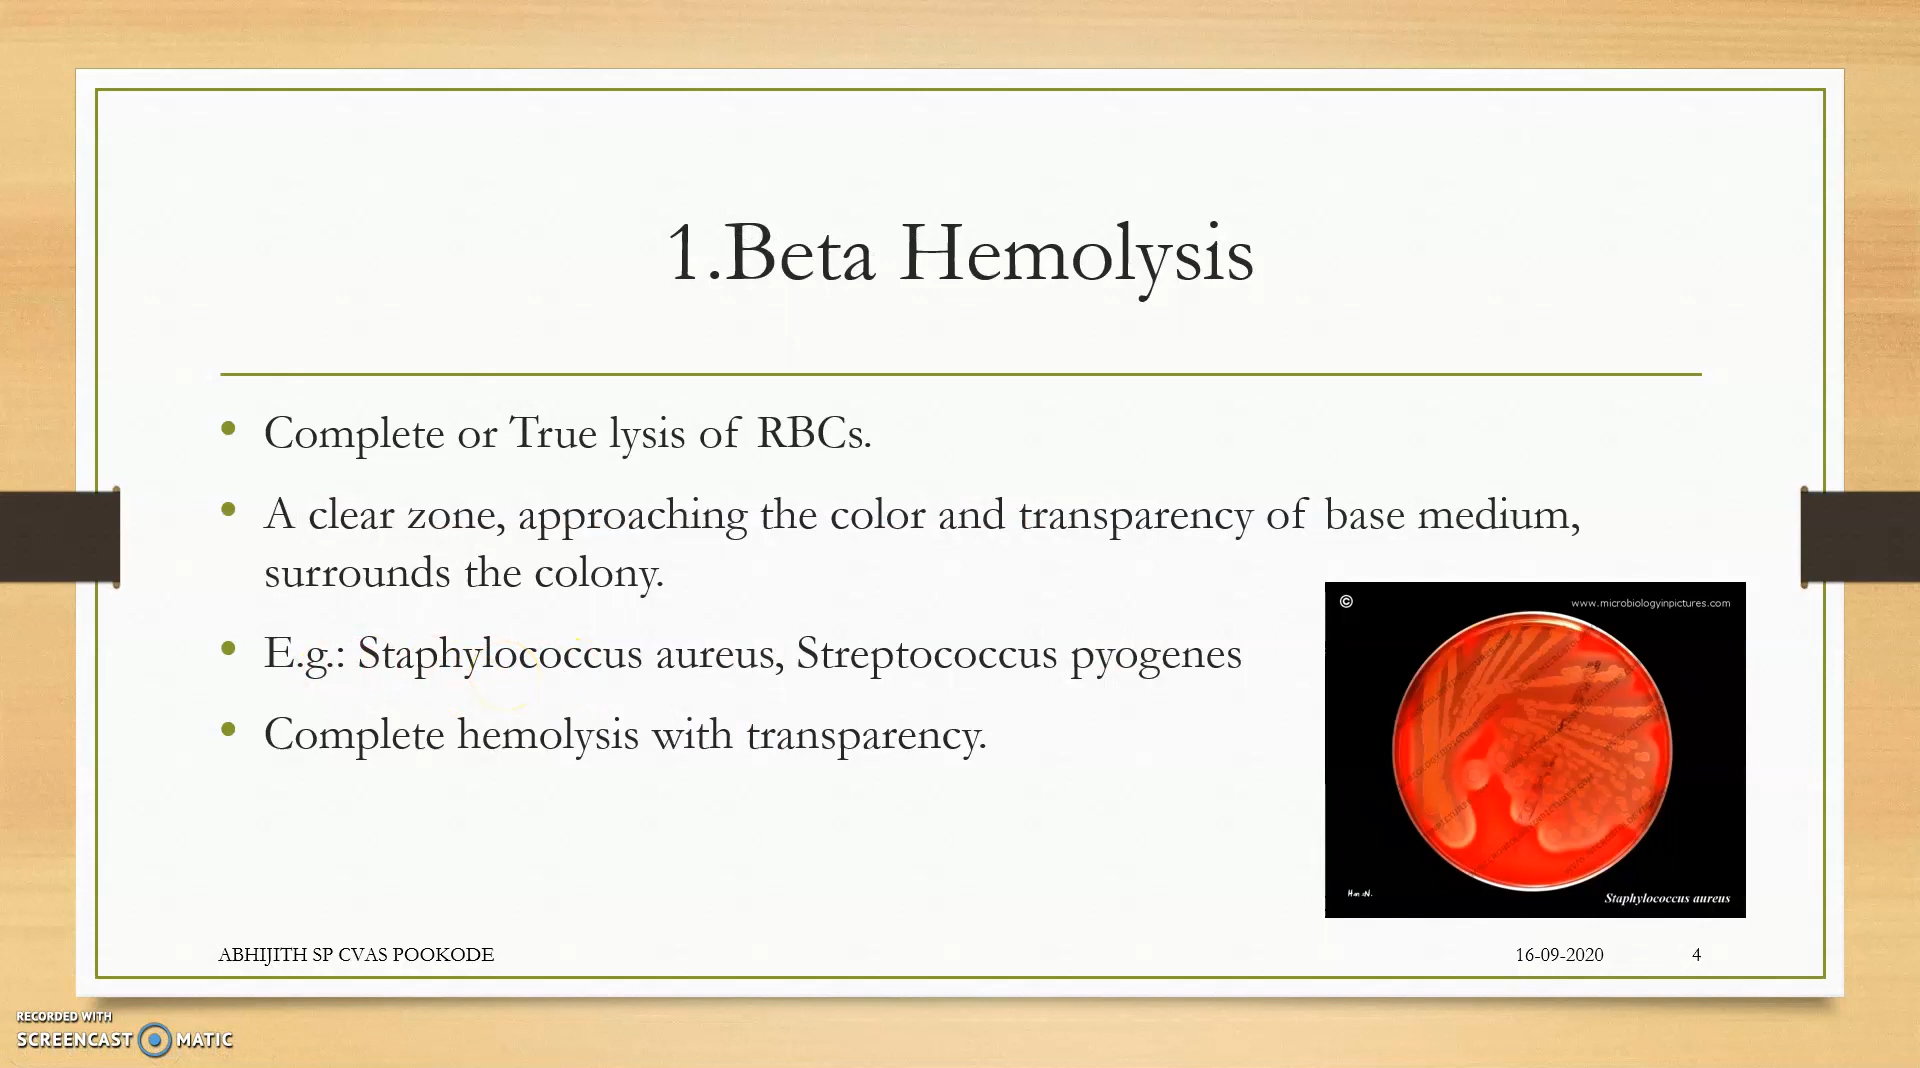 1.Beta Hemolysis
• Complete or True lysis of RBCs.
• A clear zone, approaching the color and transparency of base medium,
surrounds the colony.
• E.g.: Staphylococcus aureus, Streptococcus pyogenes
• Complete hemolysis with transparency.
©
www.microbiologyinpictures.com
Staphylococcus aureus
ABHIJITH SP CVAS POOKODE
16-09-2020
4
RECORDED WITH
SCREENCAST MATIC